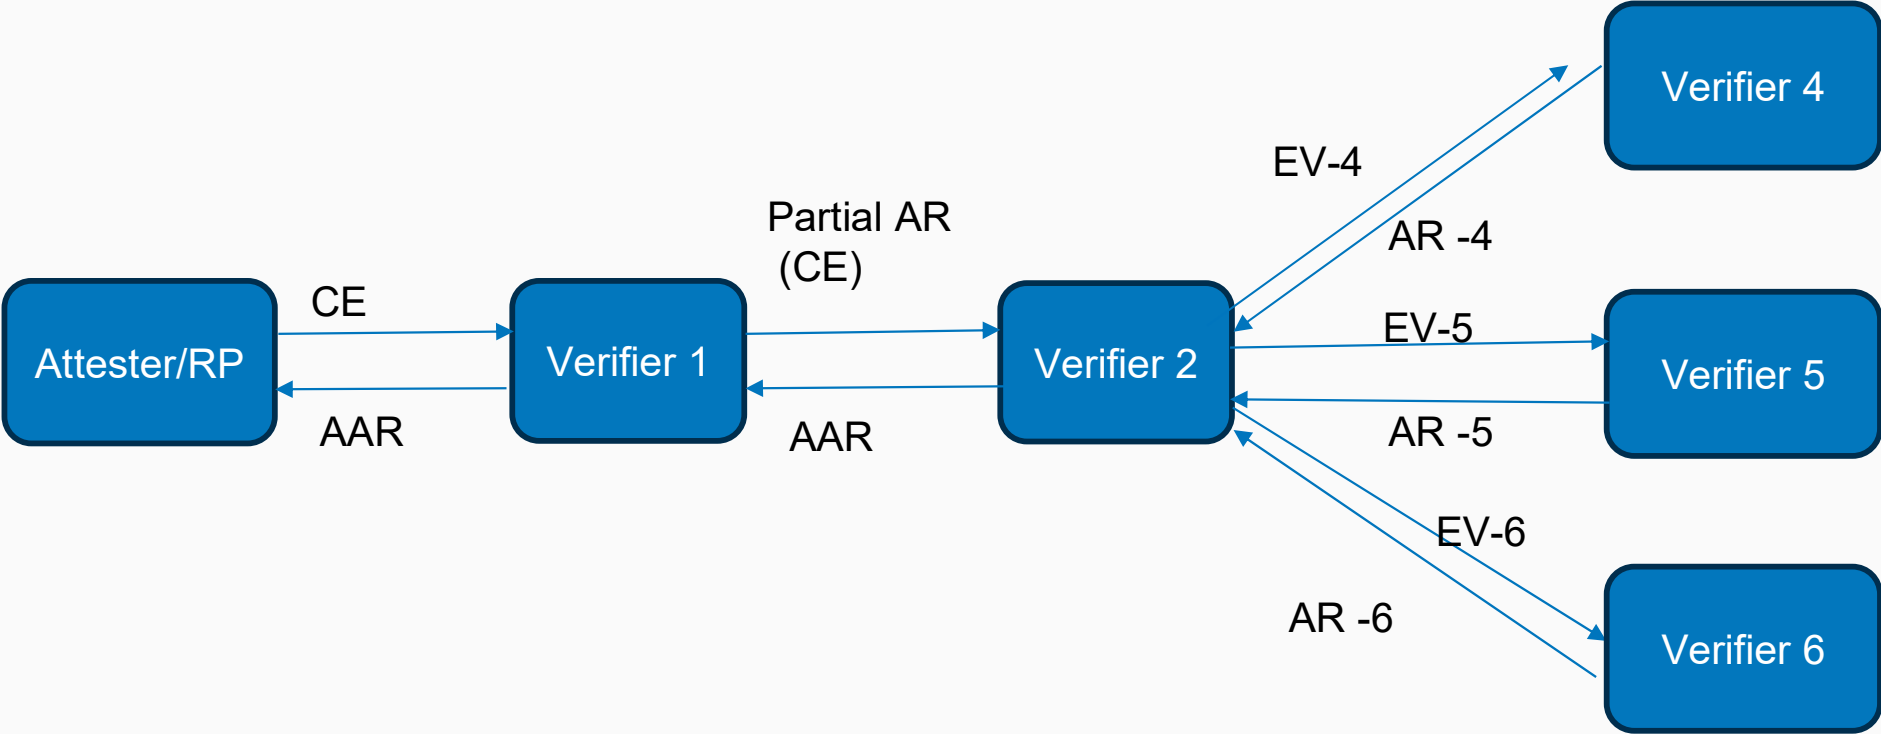 Verifier 4
EV-4
Partial AR
(CE)
AR -4
CE
EV-5
Attester/RP
Verifier 1
Verifier 2
Verifier 5
AAR
AAR
AR -5
EV-6
AR -6
Verifier 6